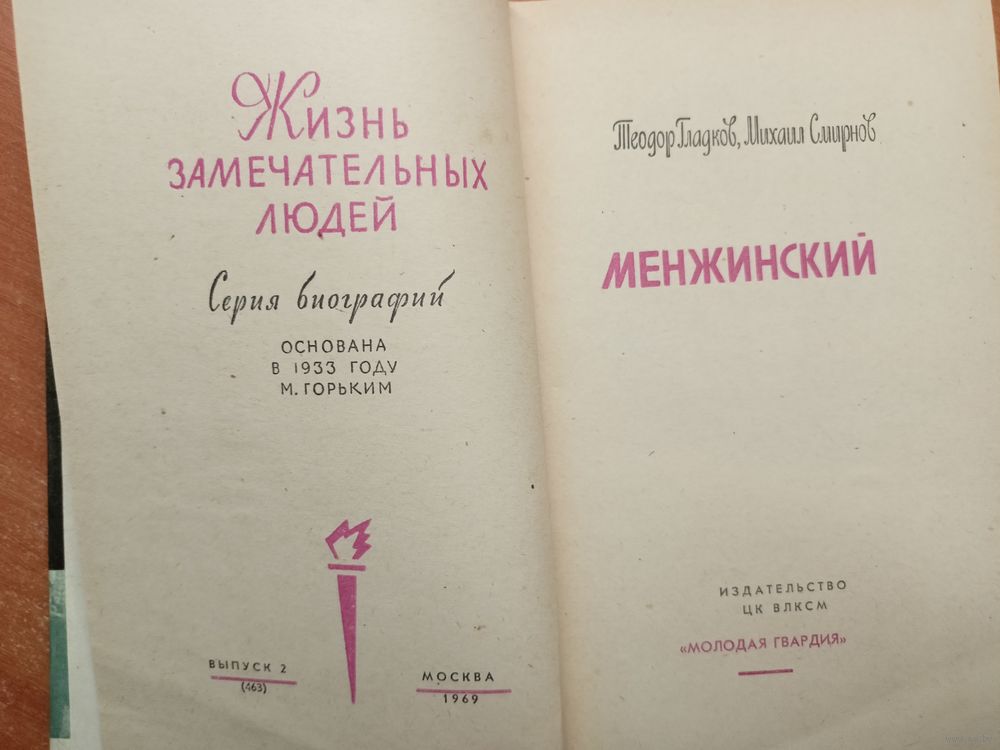 Жизнь
ЗАМЕЧАТЕЛЬНЫХ
ЛЮДЕЙ
Серия биографий
ОСНОВАНА
В 1933 ГОДУ
М. ГОРЬКИМ
ВЫПУСК 2
(463)
МОСКВА
1969
Теодор Гладков, Михаил Смирнов
МЕНЖИНСКИЙ
ИЗДАТЕЛЬСТВО
ЦК ВЛКСМ
«МОЛОДАЯ ГВАРДИЯ»